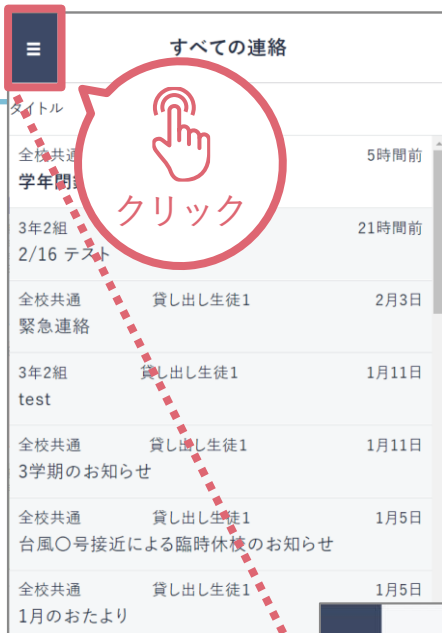 すべての連絡
タイトル
全校共通 5時間前
学年閉
クリック
3年2組 21時間前
2/16 テスト
全校共通 貸し出し生徒1 2月3日
緊急連絡
3年2組 貸し出し生徒1 1月11日
test
全校共通 貸し出し生徒1 1月11日
3学期のお知らせ
全校共通 貸し出し生徒1 1月5日
台風〇号接近による臨時休校のお知らせ
全校共通 貸し出し生徒1 1月5日
1月のおたより